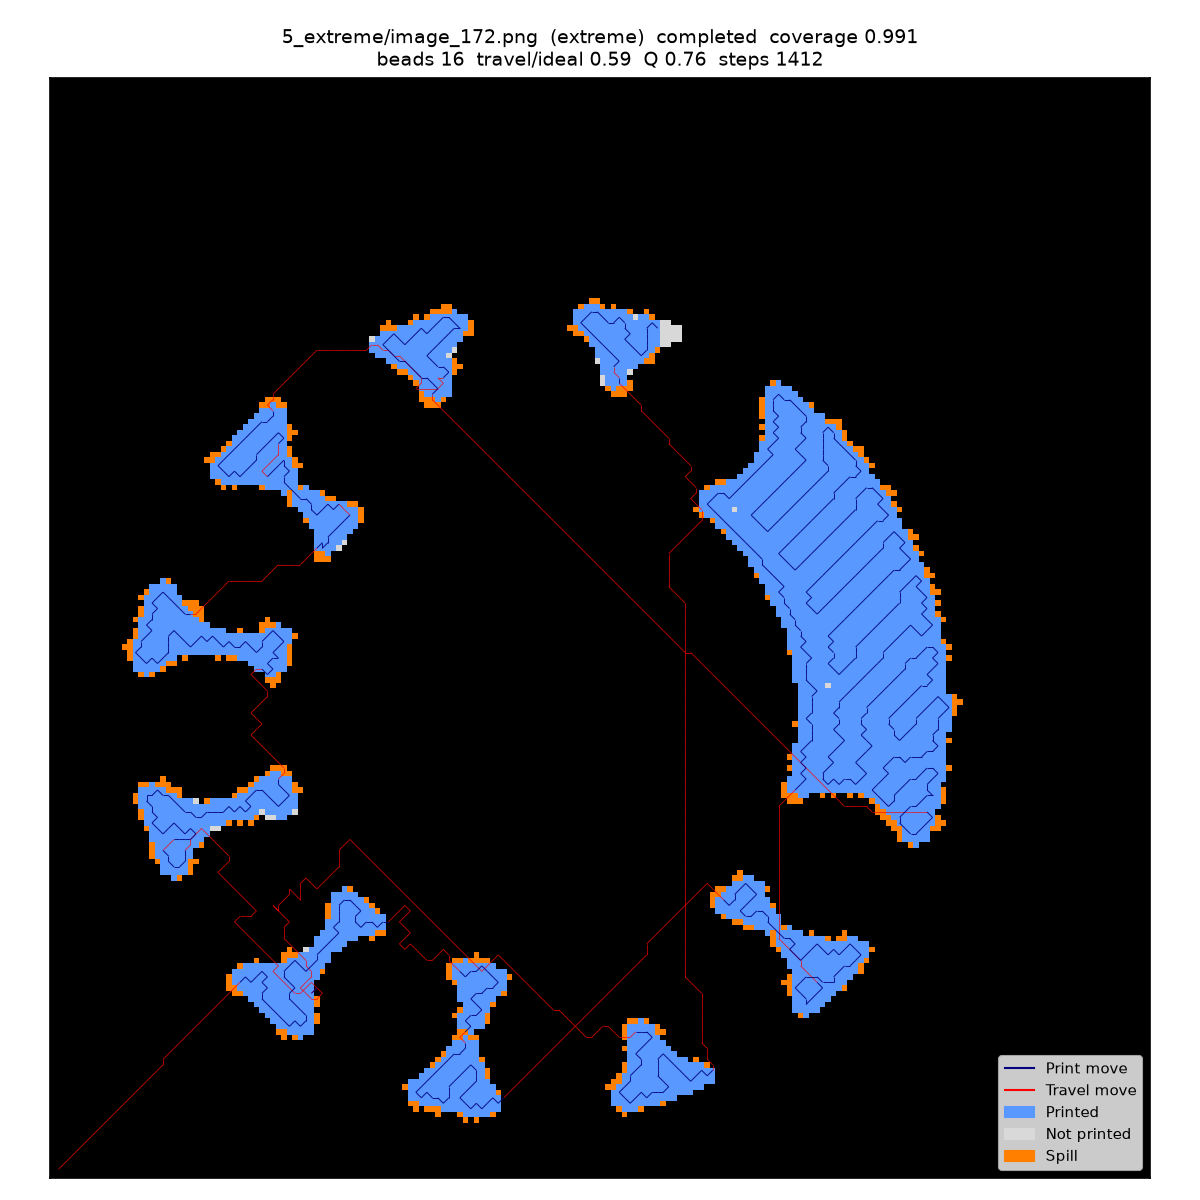 5_extreme/image_172.png  (extreme)  completed  coverage 0.991
beads 16  travel/ideal 0.59  Q 0.76  steps 1412
Print move
Travel move
Printed
Not printed
Spill